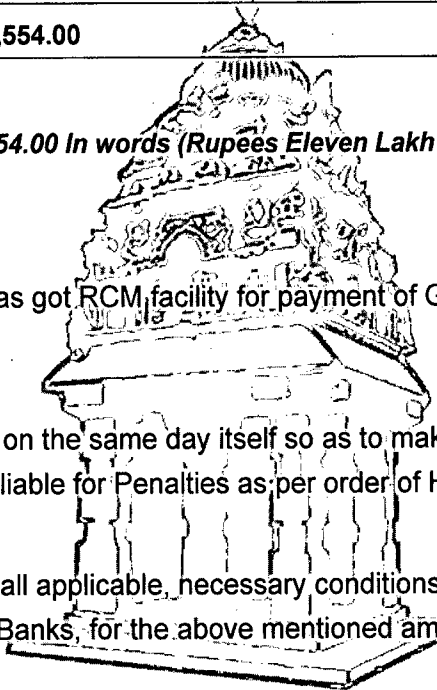 ,554.00
54.00 In words (Rupees Eleven Lakh
as got RCM facility for payment of G
on the same day itself so as to mak
liable for Penalties as per order of H
all applicable, necessary conditions
Banks, for the above mentioned am